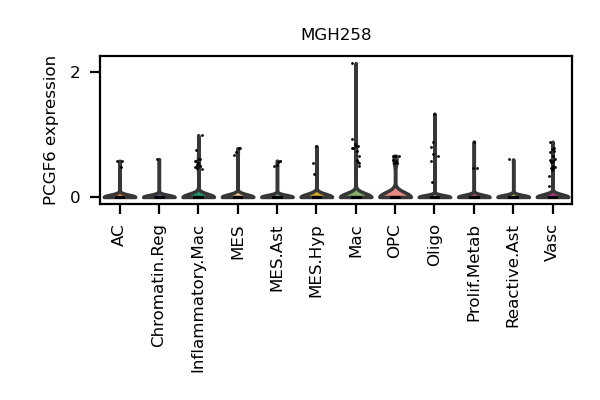 MGH258
PCGF6 expression
2
0
AC
Chromatin.Reg
Inflammatory.Mac
MES
MES.Ast
MES.Hyp
Mac
OPC
Oligo
Prolif.Metab
Reactive.Ast
Vasc